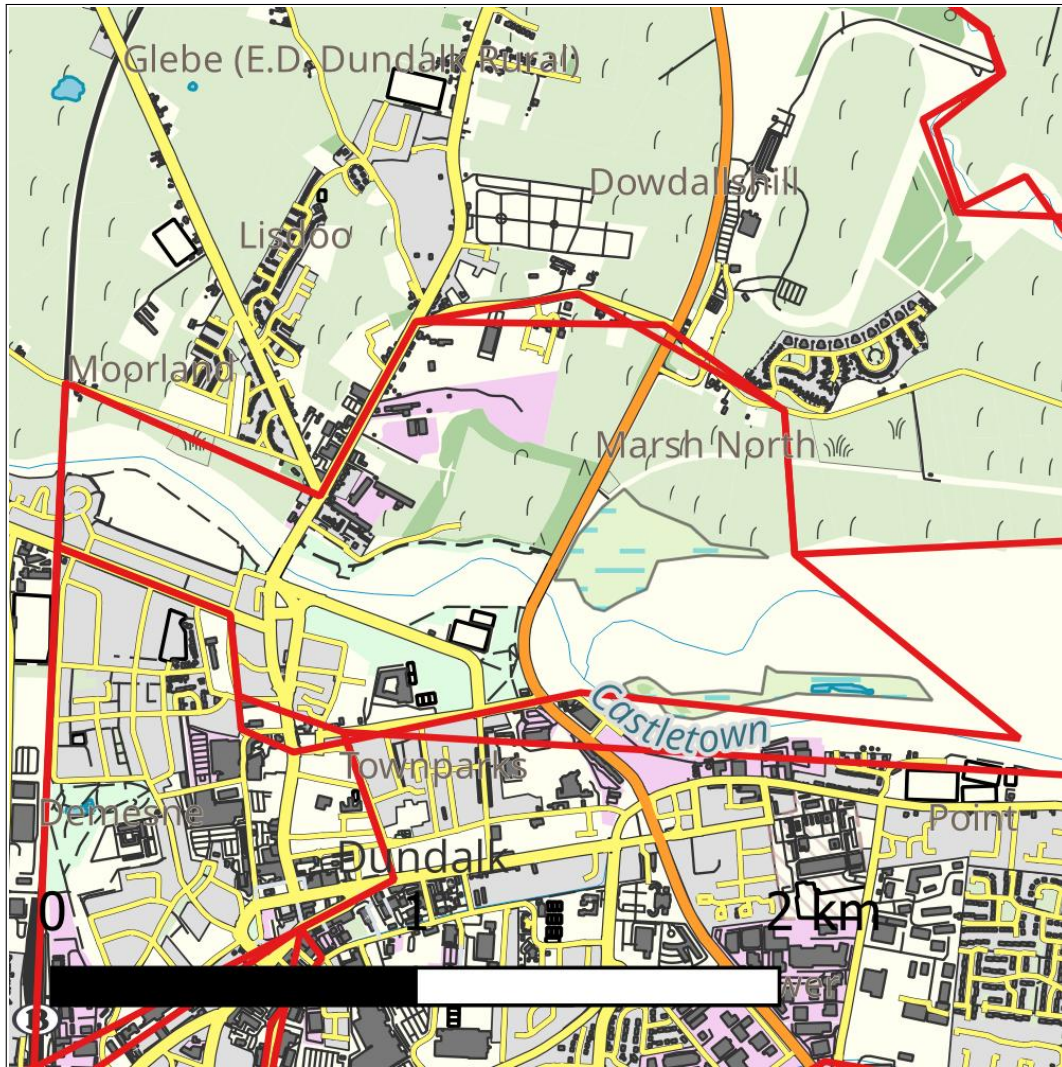 Glebe (E.D. Dundalk Rural)
Dowdallshill
Lisdoo
Moorland
Marsh North
Castletown
Townparks
Demesne
Point
Dundalk
0 1 2 km